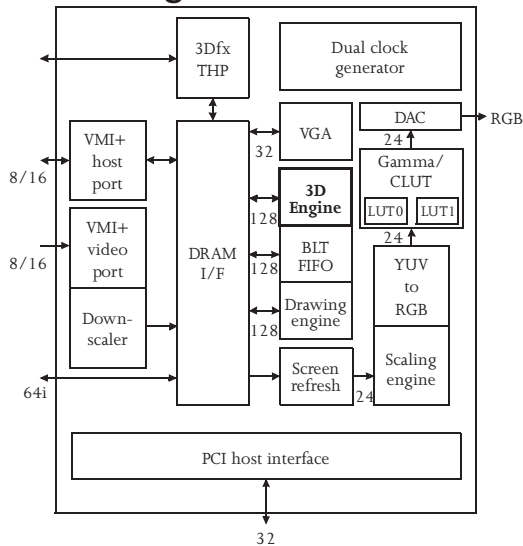 3Dfx
THP
Dual clock
generator
DAC
RGB
24
VGA
32
VMI+
host
port
8/16
Gamma/
CLUT
LUT0
LUT1
24
3D
Engine
128
VMI+
video
port
8/16
DRAM
I/F
BLT
FIFO
128
YUV
to
RGB
Down-
scaler
Drawing
engine
128
Screen
refresh
24
Scaling
engine
64i
PCI host interface
32